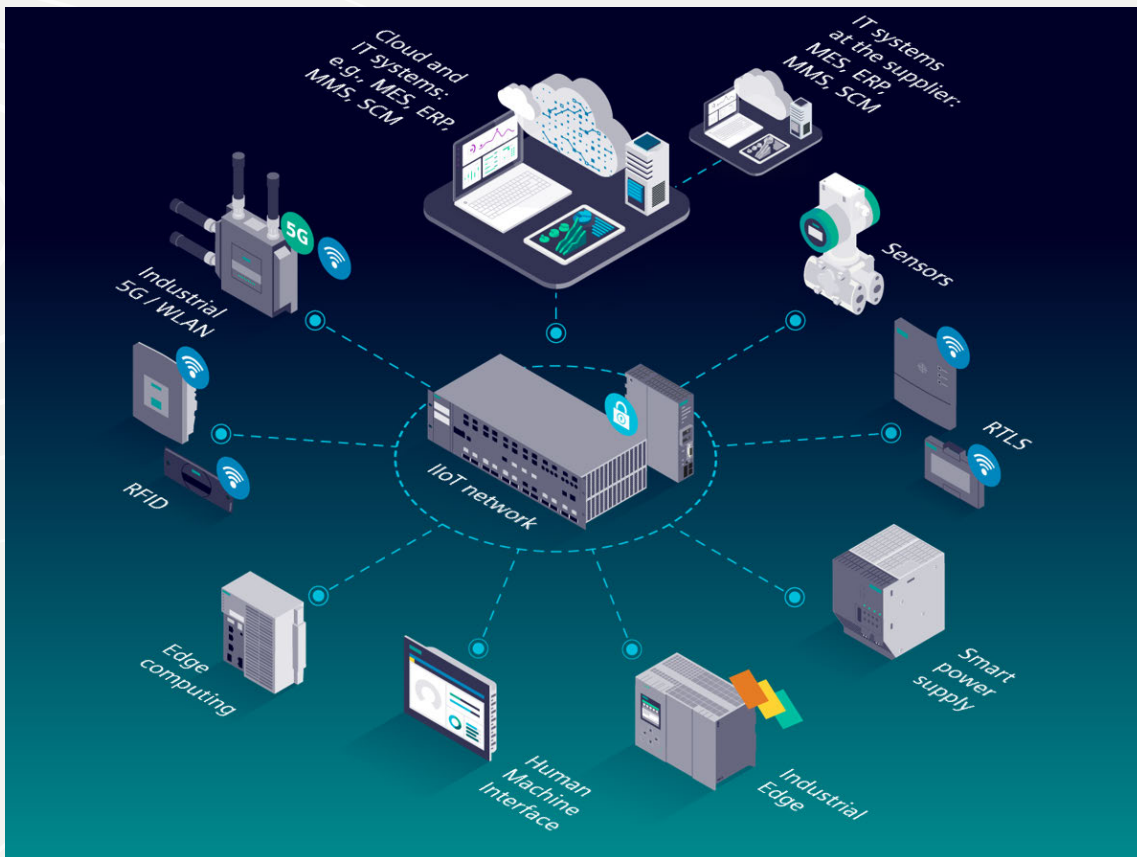 Cloud and
IT systems:
e.g., MES, ERP,
MMS, SCM
IT systems
at the supplier:
MES, ERP,
MMS, SCM
5G
Industrial
5G / WLAN
Sensors
RFID
IIoT network
RTLS
Edge
computing
Human
Machine
Interface
Industrial
Edge
Smart
power
supply